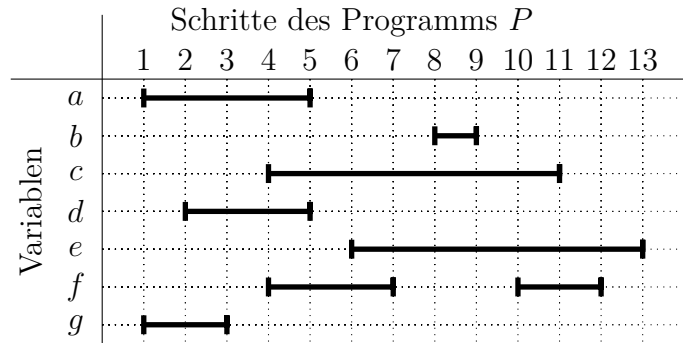 Schritte des Programms P
1 2 3 4 5 6 7 8 9 10 11 12 13
Variablen
a
b
c
d
e
f
g